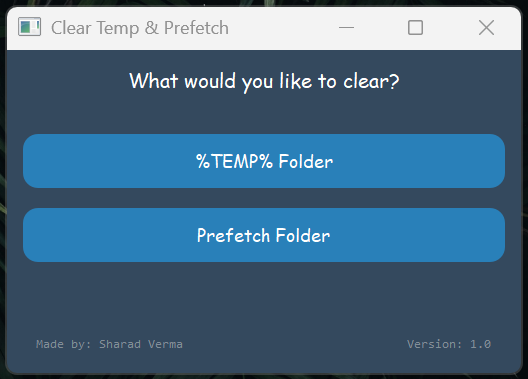 Clear Temp & Prefetch
What would you like to clear?
%TEMP% Folder
Prefetch Folder
Made by: Sharad Verma Version: 1.0